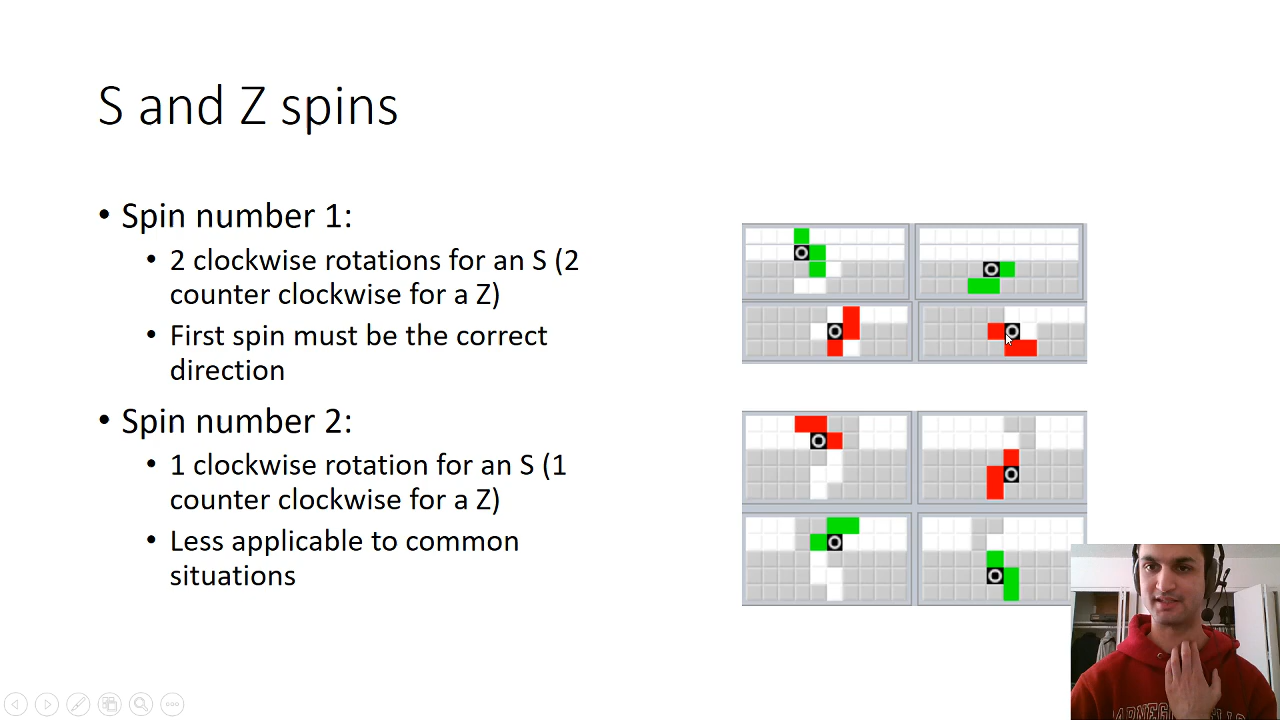 S and Z spins
• Spin number 1:
• 2 clockwise rotations for an S (2
counter clockwise for a Z)
• First spin must be the correct
direction
• Spin number 2:
• 1 clockwise rotation for an S (1
counter clockwise for a Z)
• Less applicable to common
situations